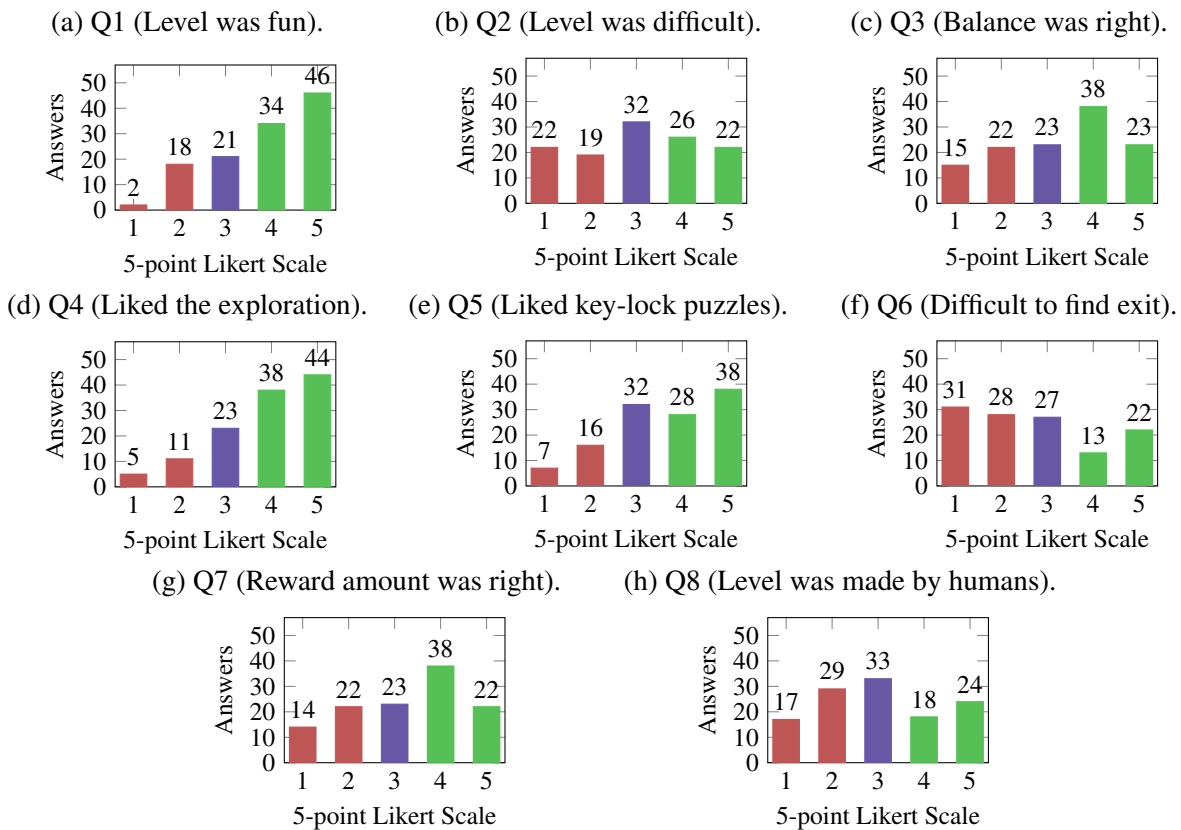 (a) Q1 (Level was fun).
(b) Q2 (Level was difficult).
(c) Q3 (Balance was right).
50
40
30
20
10
0
Answers
2
18
21
34
46
1 2 3 4 5
5-point Likert Scale
50
40
30
20
10
0
Answers
22
19
32
26
22
1 2 3 4 5
5-point Likert Scale
50
40
30
20
10
0
Answers
15
22
23
38
23
1 2 3 4 5
5-point Likert Scale
(d) Q4 (Liked the exploration).
(e) Q5 (Liked key-lock puzzles).
(f) Q6 (Difficult to find exit).
50
40
30
20
10
0
Answers
5
11
23
38
44
1 2 3 4 5
5-point Likert Scale
50
40
30
20
10
0
Answers
7
16
32
28
38
1 2 3 4 5
5-point Likert Scale
50
40
30
20
10
0
Answers
31
28
27
13
22
1 2 3 4 5
5-point Likert Scale
(g) Q7 (Reward amount was right).
(h) Q8 (Level was made by humans).
50
40
30
20
10
0
Answers
14
22
23
38
22
1 2 3 4 5
5-point Likert Scale
50
40
30
20
10
0
Answers
17
29
33
18
24
1 2 3 4 5
5-point Likert Scale